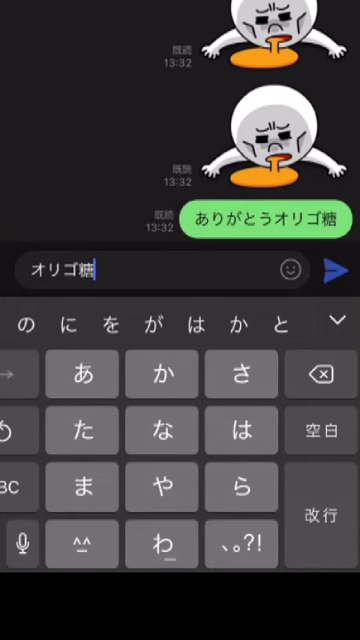 既読
13:32
既読
13:32
既読
13:32
ありがとうオリゴ糖
オリゴ糖
の に を が は か と
→ あ か さ
た な は 空白
BC ま や ら
^^ わ_ 、。?! 改行